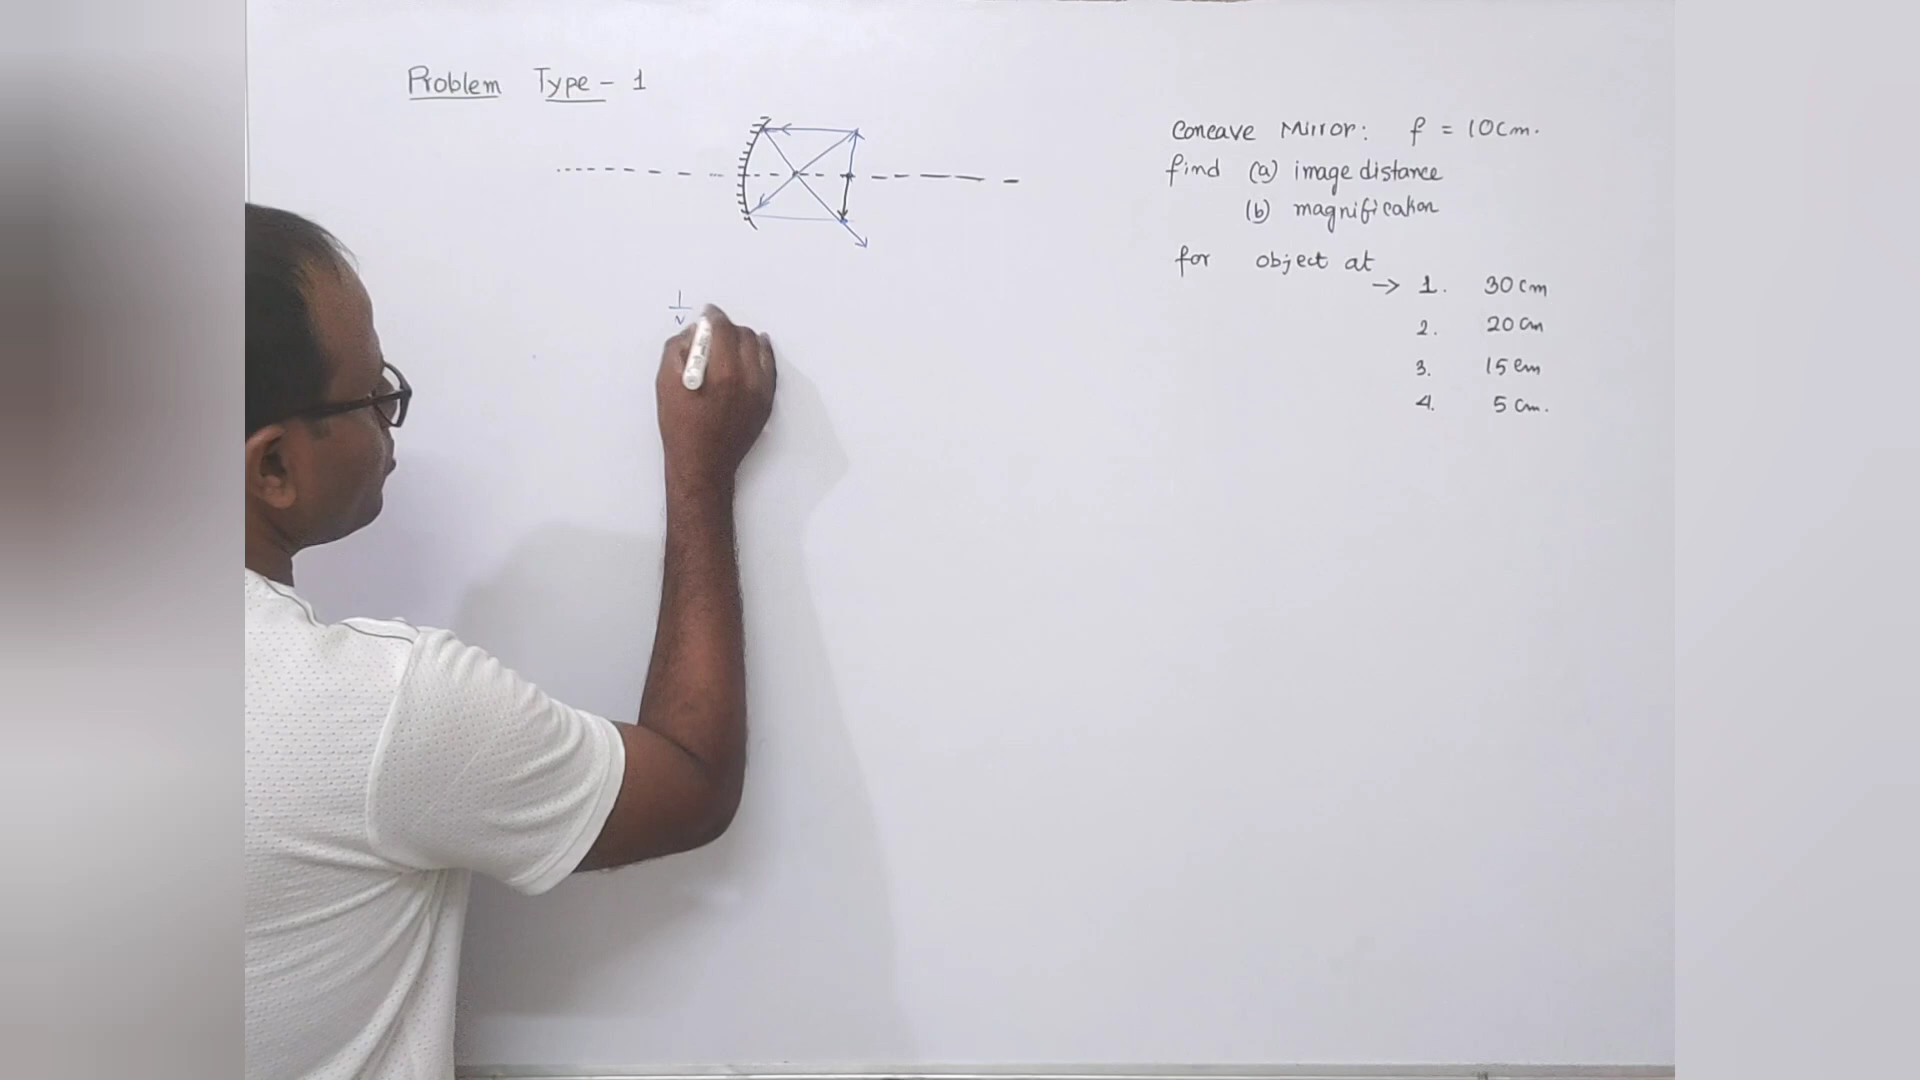 Problem Type - 1
Concave Mirror: f = 10cm.
find (a) image distance
(b) magnification
for object at
→ 1. 30 cm
2. 20 cm
3. 15 cm
4. 5 cm.
1/v